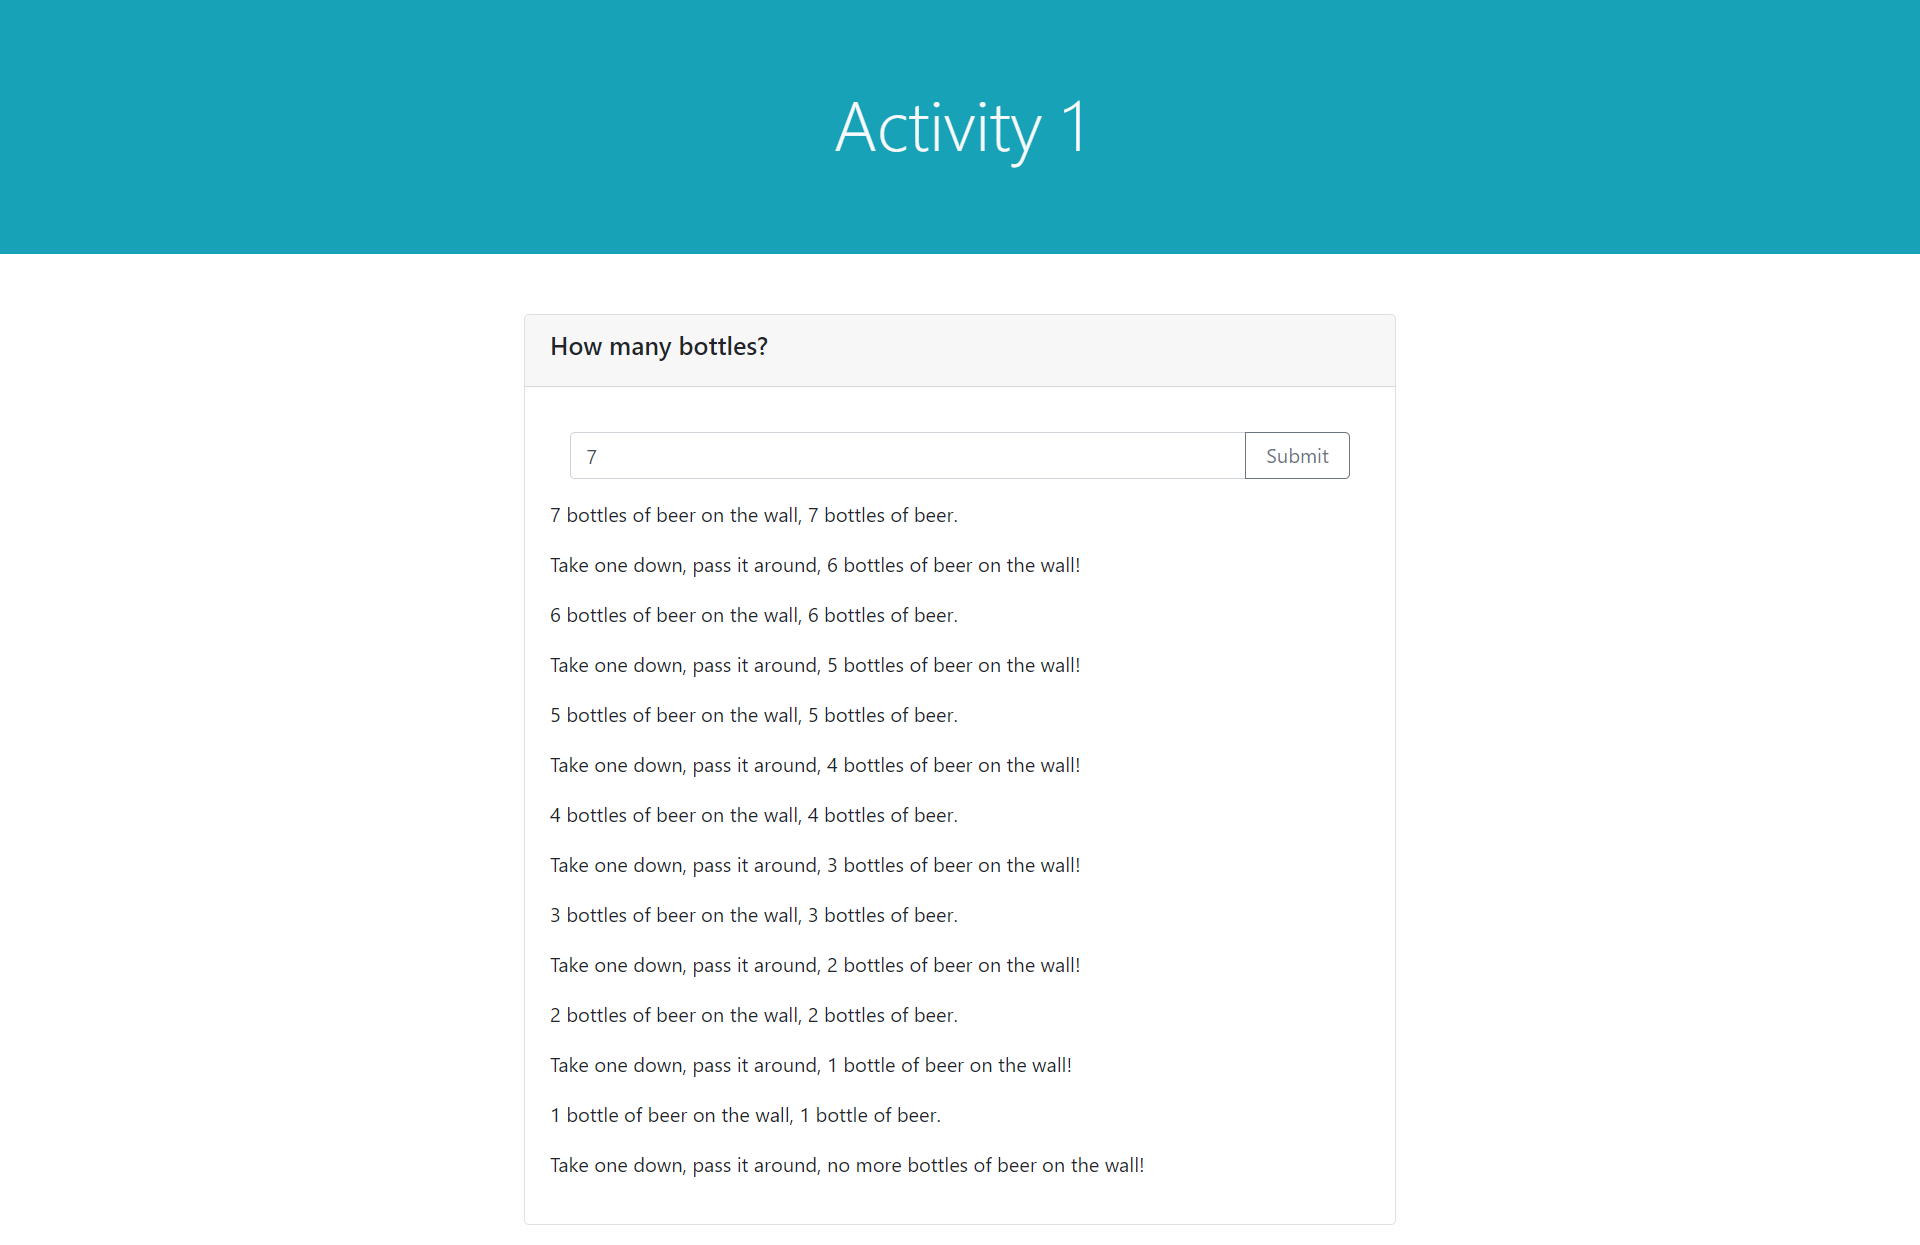 Activity 1
How many bottles?
7
Submit
7 bottles of beer on the wall, 7 bottles of beer.
Take one down, pass it around, 6 bottles of beer on the wall!
6 bottles of beer on the wall, 6 bottles of beer.
Take one down, pass it around, 5 bottles of beer on the wall!
5 bottles of beer on the wall, 5 bottles of beer.
Take one down, pass it around, 4 bottles of beer on the wall!
4 bottles of beer on the wall, 4 bottles of beer.
Take one down, pass it around, 3 bottles of beer on the wall!
3 bottles of beer on the wall, 3 bottles of beer.
Take one down, pass it around, 2 bottles of beer on the wall!
2 bottles of beer on the wall, 2 bottles of beer.
Take one down, pass it around, 1 bottle of beer on the wall!
1 bottle of beer on the wall, 1 bottle of beer.
Take one down, pass it around, no more bottles of beer on the wall!